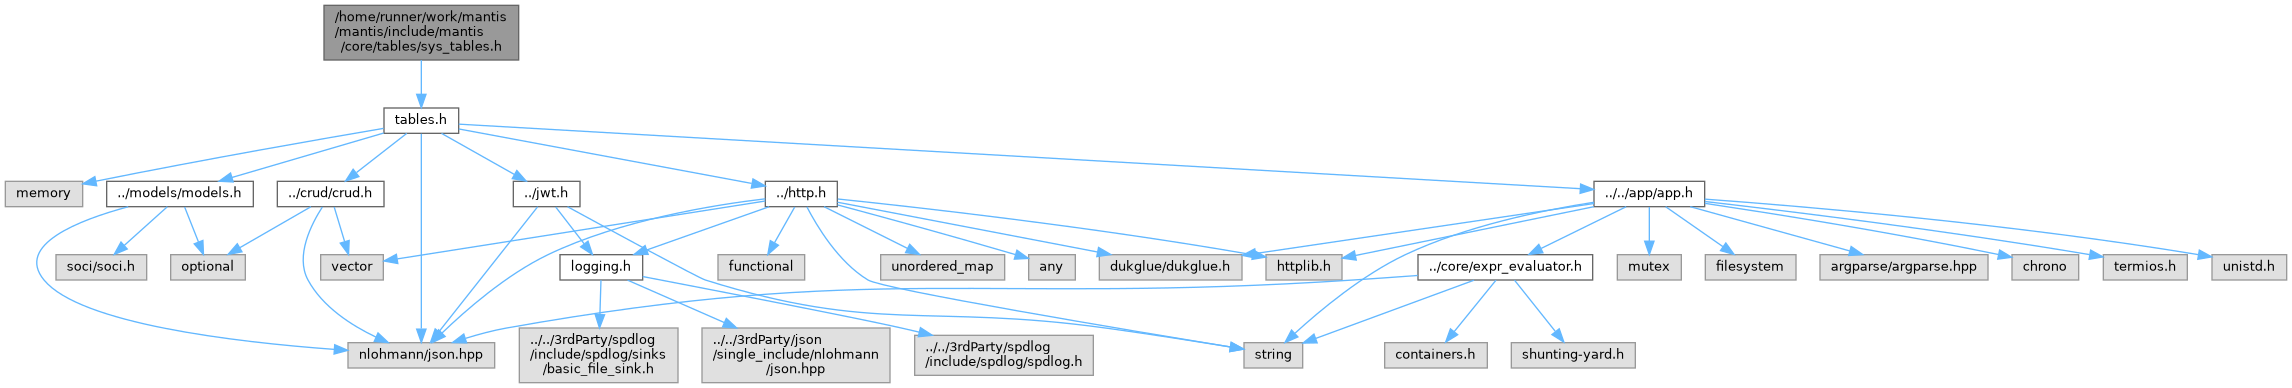 /home/runner/work/mantis
/mantis/include/mantis
/core/tables/sys_tables.h
tables.h
memory
../models/models.h
../crud/crud.h
../jwt.h
../http.h
../../app/app.h
soci/soci.h
optional
vector
logging.h
functional
unordered_map
any
dukglue/dukglue.h
httplib.h
../core/expr_evaluator.h
mutex
filesystem
argparse/argparse.hpp
chrono
termios.h
unistd.h
nlohmann/json.hpp
../../3rdParty/spdlog
/include/spdlog/sinks
/basic_file_sink.h
../../3rdParty/json
/single_include/nlohmann
/json.hpp
../../3rdParty/spdlog
/include/spdlog/spdlog.h
string
containers.h
shunting-yard.h